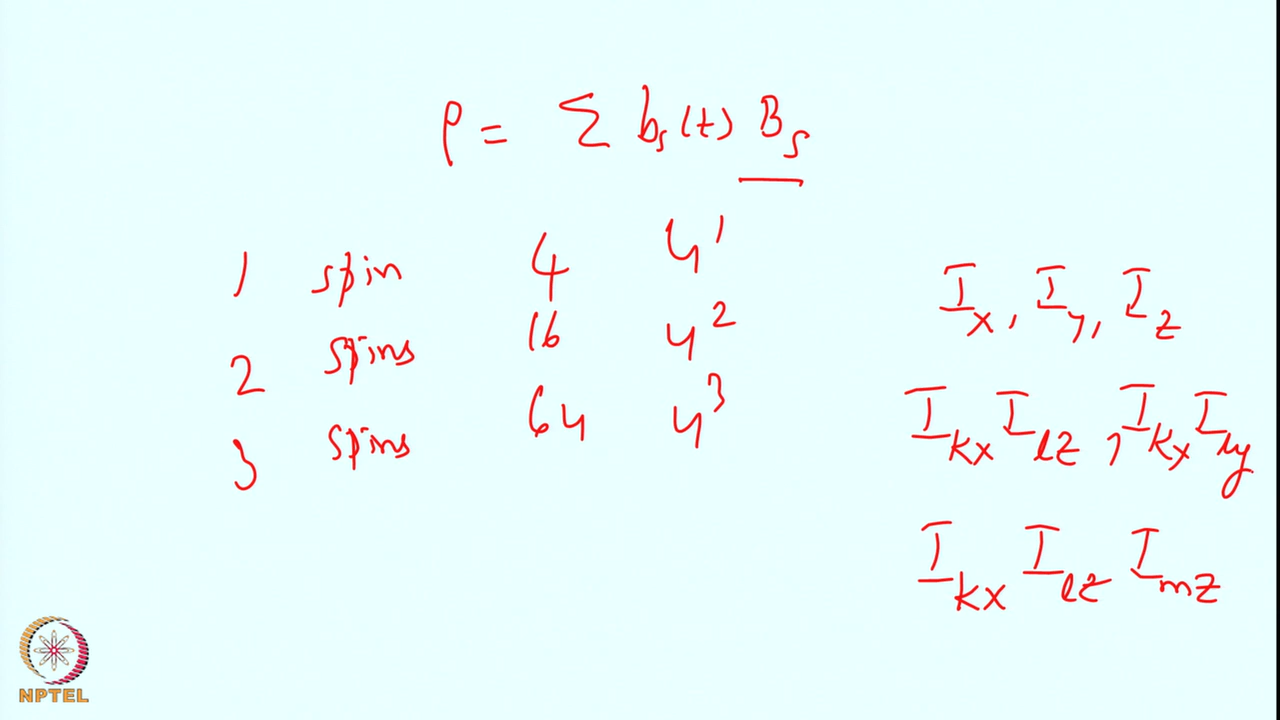 ρ = Σ b_s(t) B_s
1 spin 4 4^1
2 spins 16 4^2
3 spins 64 4^3
I_x, I_y, I_z
I_kx I_lz, I_kx I_ly
I_kx I_lz I_mz
NPTEL